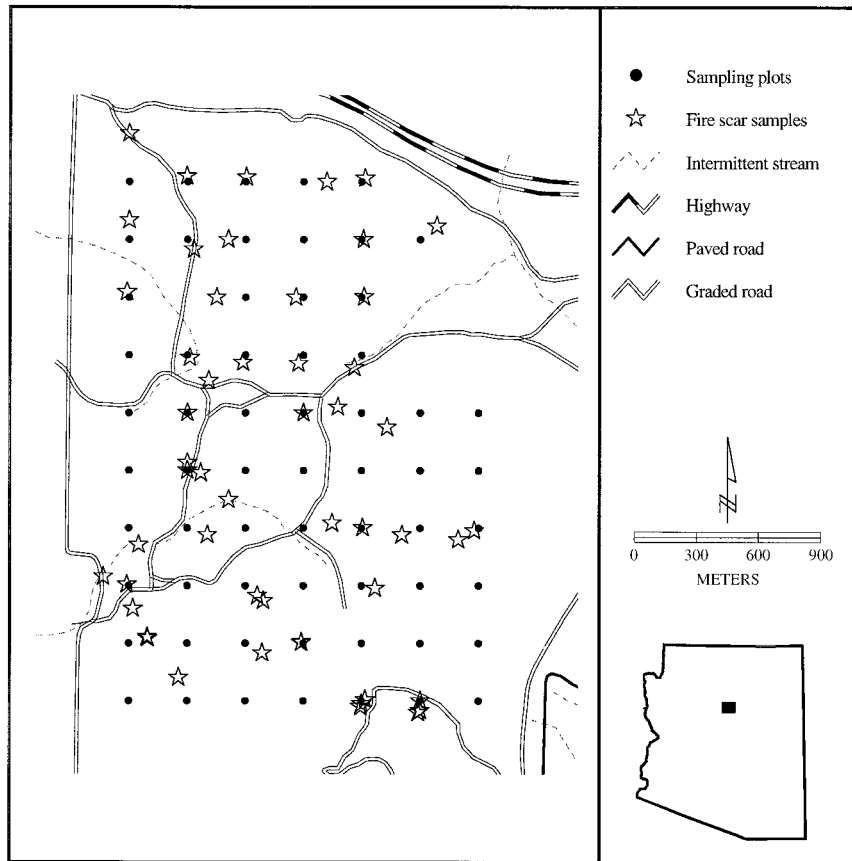 Sampling plots
Fire scar samples
Intermittent stream
Highway
Paved road
Graded road
N
0 300 600 900
METERS